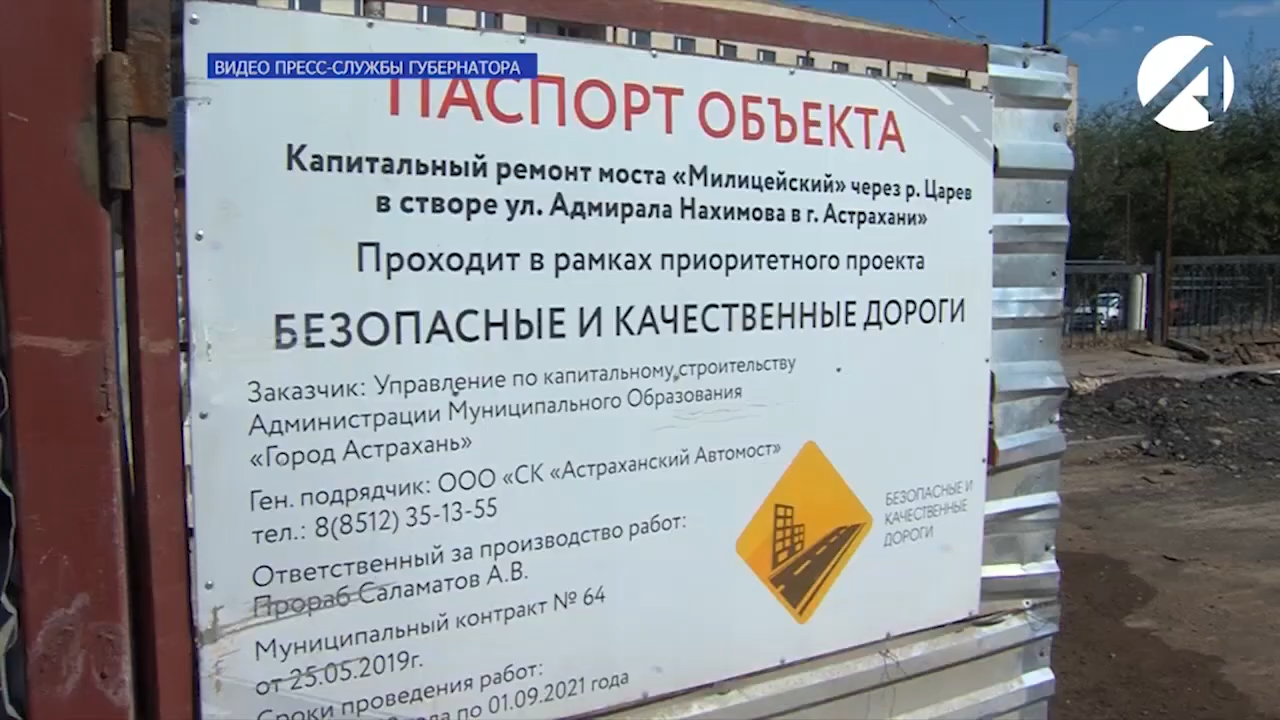 ВИДЕО ПРЕСС-СЛУЖБЫ ГУБЕРНАТОРА
ПАСПОРТ ОБЪЕКТА
Капитальный ремонт моста «Милицейский» через р. Царев
в створе ул. Адмирала Нахимова в г. Астрахани»
Проходит в рамках приоритетного проекта
БЕЗОПАСНЫЕ И КАЧЕСТВЕННЫЕ ДОРОГИ
Заказчик: Управление по капитальному строительству
Администрации Муниципального Образования
«Город Астрахань»
Ген. подрядчик: ООО «СК «Астраханский Автомост»
тел.: 8(8512) 35-13-55
Ответственный за производство работ:
Прораб Саламатов А.В.
Муниципальный контракт № 64
от 25.05.2019г.
Сроки проведения работ:
по 01.09.2021 года
БЕЗОПАСНЫЕ И
КАЧЕСТВЕННЫЕ
ДОРОГИ